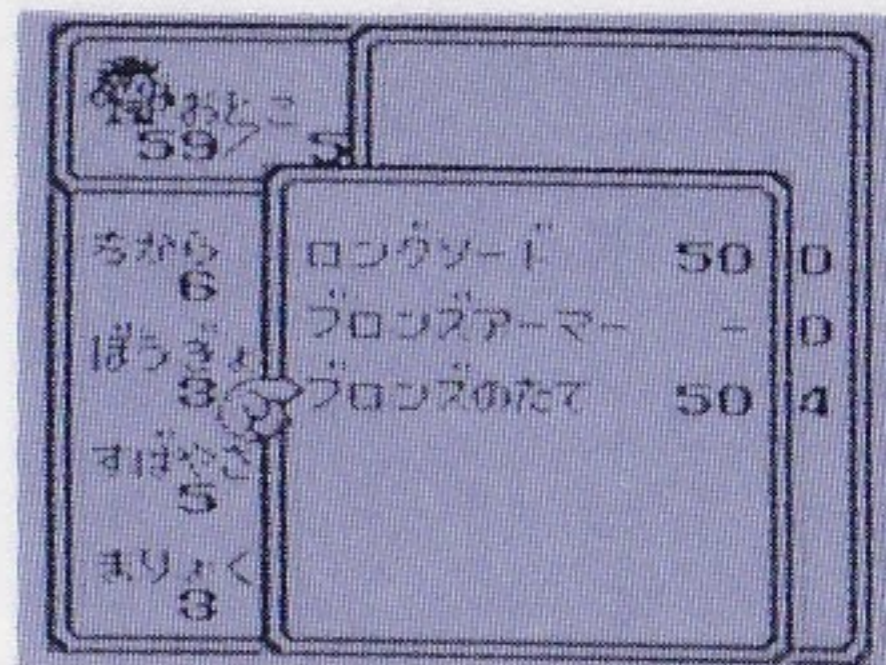 おとこ
59/ 5
ちから
6
ぼうぎょ
3
すばやさ
5
まりょく
3
ロングソード 50 0
ブロンズアーマー - 0
ブロンズのたて 50 4